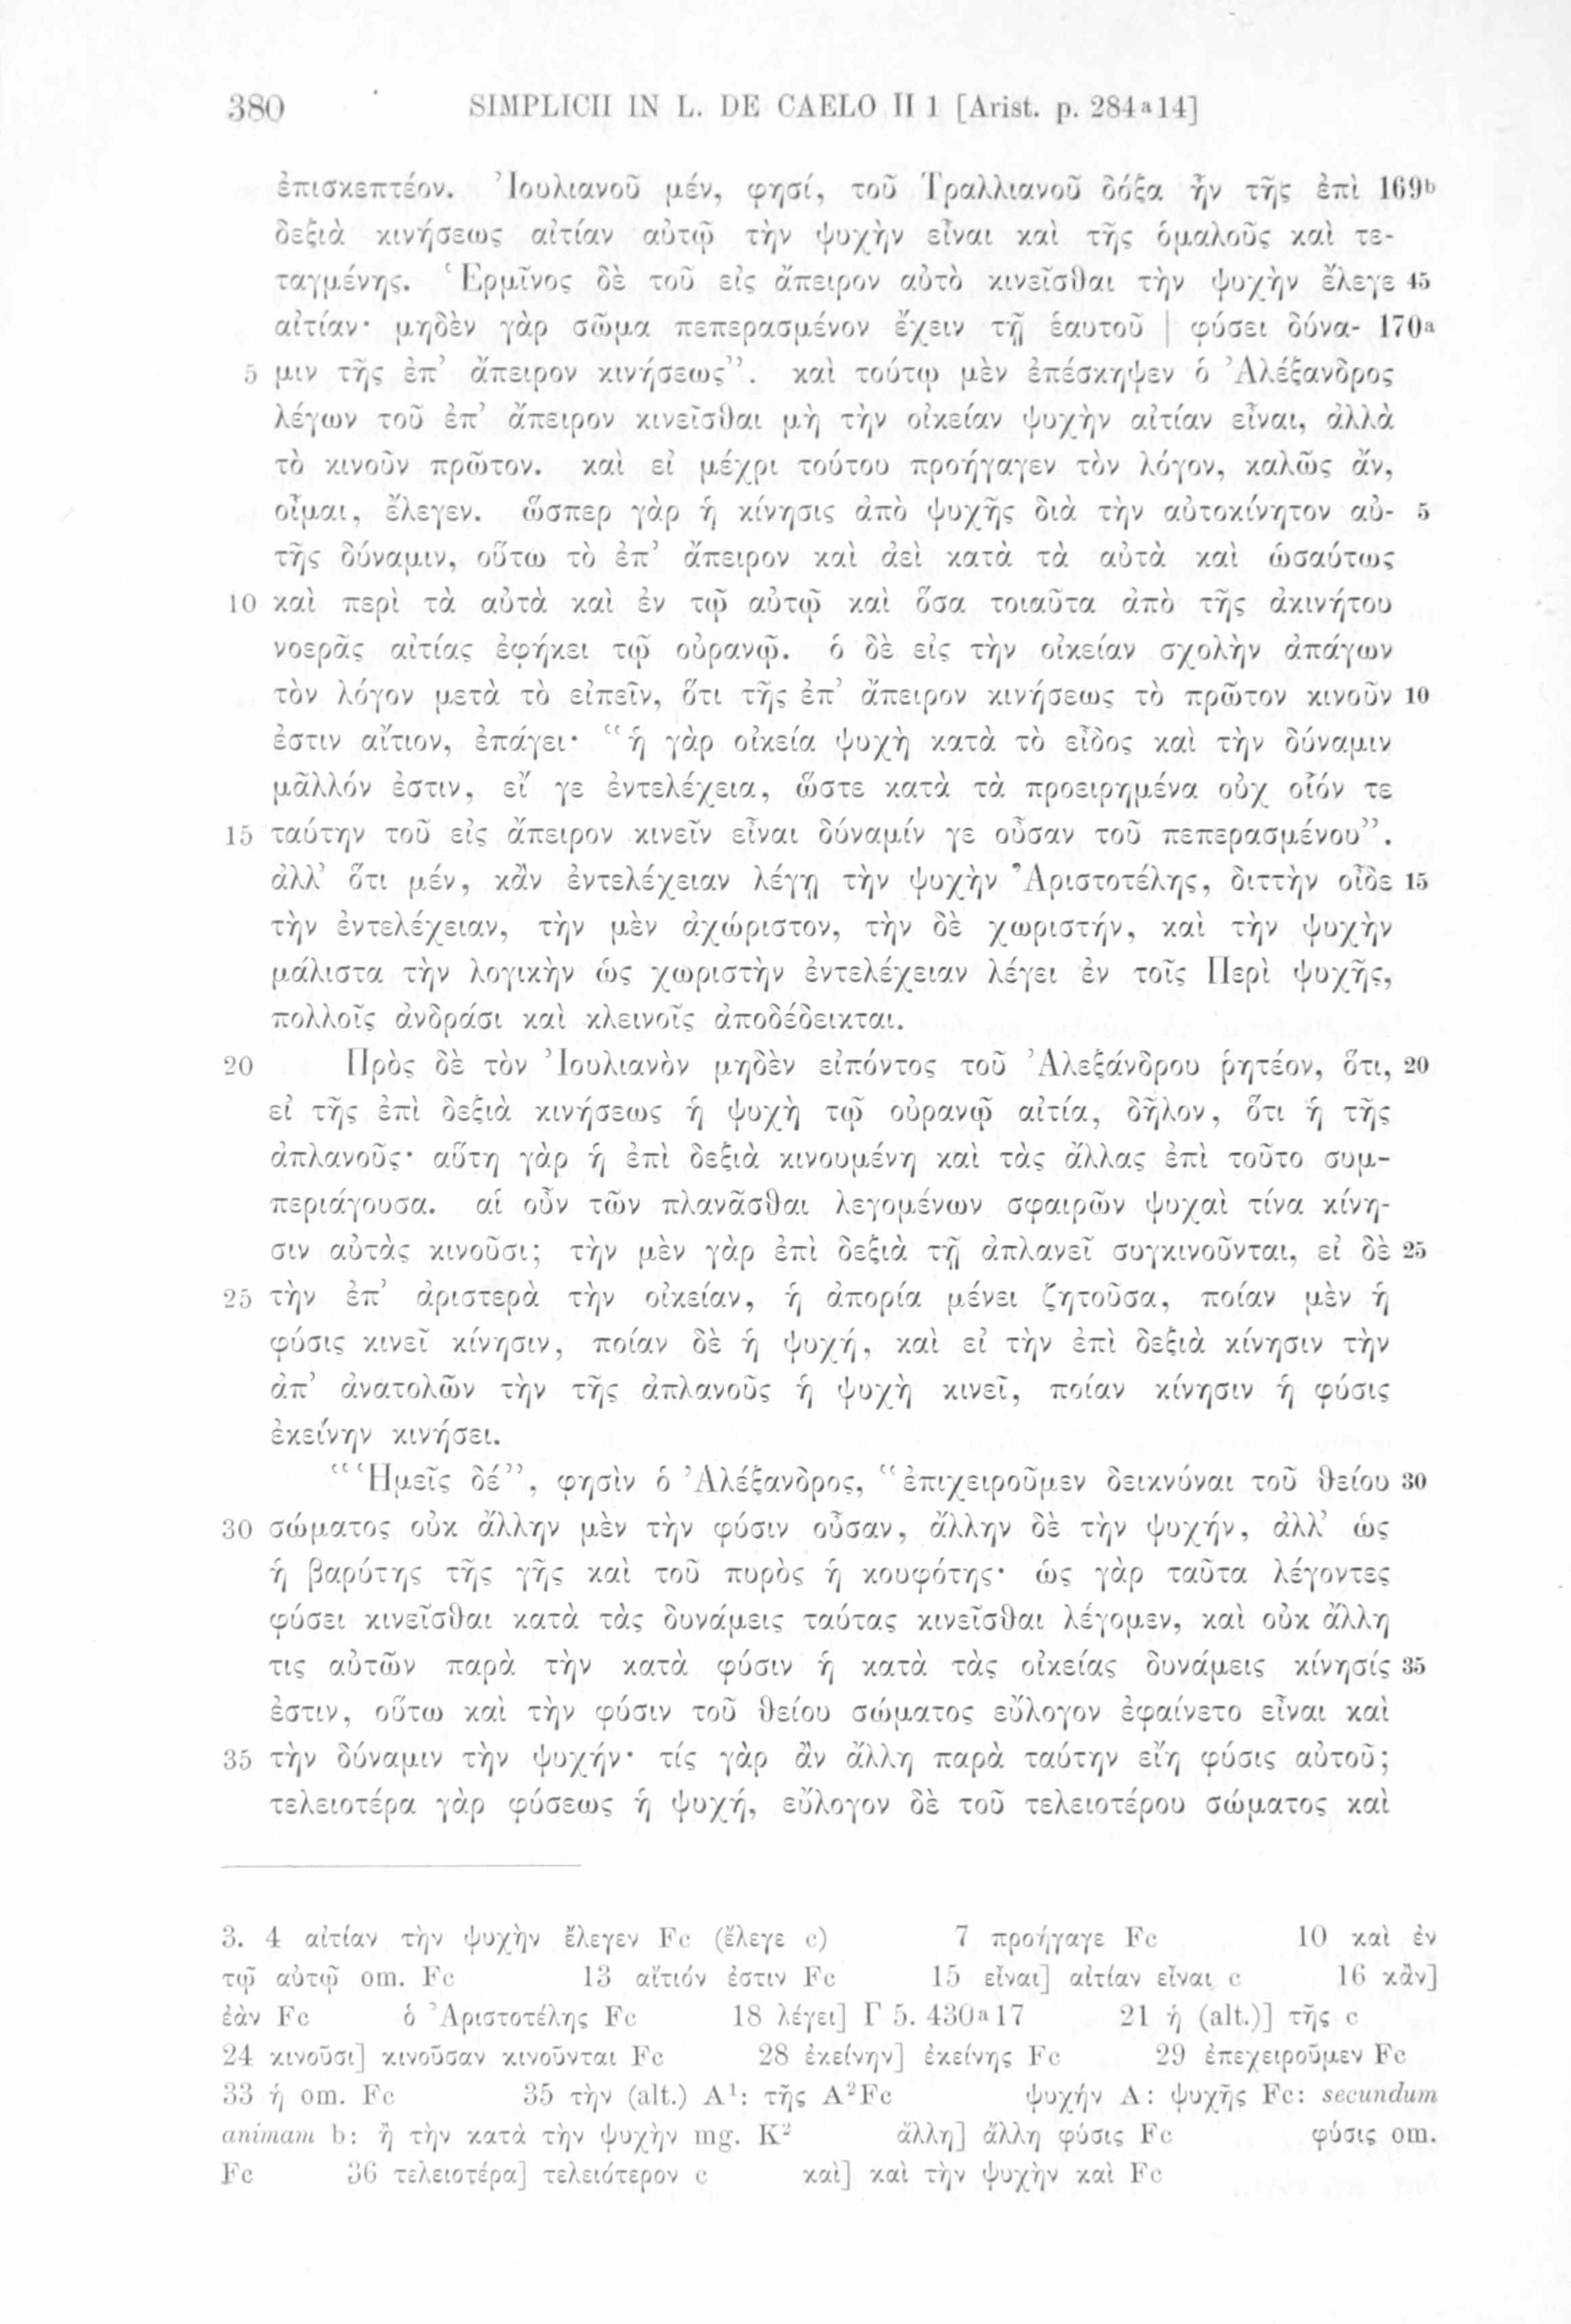 380 SIMPLICII IN L. DE CAELO II 1 [Arist. p. 284a14]
ἐπισκεπτέον. Ἰουλιανοῦ μέν, φησί, τοῦ Τραλλιανοῦ δόξα ἦν τῆς ἐπὶ 169b
δεξιὰ κινήσεως αἰτίαν αὐτῷ τὴν ψυχὴν εἶναι καὶ τῆς ὁμαλοῦς καὶ τε-
ταγμένης. Ἑρμῖνος δὲ τοῦ εἰς ἄπειρον αὐτὸ κινεῖσθαι τὴν ψυχὴν ἔλεγε 45
αἰτίαν· μηδὲν γὰρ σῶμα πεπερασμένον ἔχειν τῇ ἑαυτοῦ | φύσει δύνα- 170a
5 μιν τῆς ἐπ’ ἄπειρον κινήσεως”. καὶ τούτῳ μὲν ἐπέσκηψεν ὁ Ἀλέξανδρος
λέγων τοῦ ἐπ’ ἄπειρον κινεῖσθαι μὴ τὴν οἰκείαν ψυχὴν αἰτίαν εἶναι, ἀλλὰ
τὸ κινοῦν πρῶτον. καὶ εἰ μέχρι τούτου προήγαγεν τὸν λόγον, καλῶς ἄν,
οἶμαι, ἔλεγεν. ὥσπερ γὰρ ἡ κίνησις ἀπὸ ψυχῆς διὰ τὴν αὐτοκίνητον αὐ- 5
τῆς δύναμιν, οὕτω τὸ ἐπ’ ἄπειρον καὶ ἀεὶ κατὰ τὰ αὐτὰ καὶ ὡσαύτως
10 καὶ περὶ τὰ αὐτὰ καὶ ἐν τῷ αὐτῷ καὶ ὅσα τοιαῦτα ἀπὸ τῆς ἀκινήτου
νοερᾶς αἰτίας ἐφήκει τῷ οὐρανῷ. ὁ δὲ εἰς τὴν οἰκείαν σχολὴν ἀπάγων
τὸν λόγον μετὰ τὸ εἰπεῖν, ὅτι τῆς ἐπ’ ἄπειρον κινήσεως τὸ πρῶτον κινοῦν 10
ἐστιν αἴτιον, ἐπάγει· “ἡ γὰρ οἰκεία ψυχὴ κατὰ τὸ εἶδος καὶ τὴν δύναμιν
μᾶλλόν ἐστιν, εἴ γε ἐντελέχεια, ὥστε κατὰ τὰ προειρημένα οὐχ οἷόν τε
15 ταύτην τοῦ εἰς ἄπειρον κινεῖν εἶναι δύναμίν γε οὖσαν τοῦ πεπερασμένου”.
ἀλλ’ ὅτι μέν, κἂν ἐντελέχειαν λέγῃ τὴν ψυχὴν Ἀριστοτέλης, διττὴν οἶδε 15
τὴν ἐντελέχειαν, τὴν μὲν ἀχώριστον, τὴν δὲ χωριστήν, καὶ τὴν ψυχὴν
μάλιστα τὴν λογικὴν ὡς χωριστὴν ἐντελέχειαν λέγει ἐν τοῖς Περὶ ψυχῆς,
πολλοῖς ἀνδράσι καὶ κλεινοῖς ἀποδέδεικται.
20 Πρὸς δὲ τὸν Ἰουλιανὸν μηδὲν εἰπόντος τοῦ Ἀλεξάνδρου ῥητέον, ὅτι, 20
εἰ τῆς ἐπὶ δεξιὰ κινήσεως ἡ ψυχὴ τῷ οὐρανῷ αἰτία, δῆλον, ὅτι ἡ τῆς
ἀπλανοῦς· αὕτη γὰρ ἡ ἐπὶ δεξιὰ κινουμένη καὶ τὰς ἄλλας ἐπὶ τοῦτο συμ-
περιάγουσα. αἱ οὖν τῶν πλανᾶσθαι λεγομένων σφαιρῶν ψυχαὶ τίνα κίνη-
σιν αὐτὰς κινοῦσι; τὴν μὲν γὰρ ἐπὶ δεξιὰ τῇ ἀπλανεῖ συγκινοῦνται, εἰ δὲ 25
25 τὴν ἐπ’ ἀριστερὰ τὴν οἰκείαν, ἡ ἀπορία μένει ζητοῦσα, ποίαν μὲν ἡ
φύσις κινεῖ κίνησιν, ποίαν δὲ ἡ ψυχή, καὶ εἰ τὴν ἐπὶ δεξιὰ κίνησιν τὴν
ἀπ’ ἀνατολῶν τὴν τῆς ἀπλανοῦς ἡ ψυχὴ κινεῖ, ποίαν κίνησιν ἡ φύσις
ἐκείνην κινήσει.
“Ἡμεῖς δέ”, φησὶν ὁ Ἀλέξανδρος, “ἐπιχειροῦμεν δεικνύναι τοῦ θείου 30
30 σώματος οὐκ ἄλλην μὲν τὴν φύσιν οὖσαν, ἄλλην δὲ τὴν ψυχήν, ἀλλ’ ὡς
ἡ βαρύτης τῆς γῆς καὶ τοῦ πυρὸς ἡ κουφότης· ὡς γὰρ ταῦτα λέγοντες
φύσει κινεῖσθαι κατὰ τὰς δυνάμεις ταύτας κινεῖσθαι λέγομεν, καὶ οὐκ ἄλλη
τις αὐτῶν παρὰ τὴν κατὰ φύσιν ἡ κατὰ τὰς οἰκείας δυνάμεις κίνησίς 35
ἐστιν, οὕτω καὶ τὴν φύσιν τοῦ θείου σώματος εὔλογον ἐφαίνετο εἶναι καὶ
35 τὴν δύναμιν τὴν ψυχήν· τίς γὰρ ἂν ἄλλη παρὰ ταύτην εἴη φύσις αὐτοῦ;
τελειοτέρα γὰρ φύσεως ἡ ψυχή, εὔλογον δὲ τοῦ τελειοτέρου σώματος καὶ
3. 4 αἰτίαν τὴν ψυχὴν ἔλεγεν Fc (ἔλεγε c) 7 προήγαγε Fc 10 καὶ ἐν
τῷ αὐτῷ om. Fc 13 αἴτιόν ἐστιν Fc 15 εἶναι] αἰτίαν εἶναι c 16 κἂν]
ἐὰν Fc ὁ Ἀριστοτέλης Fc 18 λέγει] Γ 5. 430a17 21 ἡ (alt.)] τῆς c
24 κινοῦσι] κινοῦσαν κινοῦνται Fc 28 ἐκείνην] ἐκείνης Fc 29 ἐπεχειροῦμεν Fc
33 ἡ om. Fc 35 τὴν (alt.) A¹: τῆς A²Fc ψυχήν A: ψυχῆς Fc: secundum
animam b: ἢ τὴν κατὰ τὴν ψυχὴν mg. K² ἄλλη] ἄλλη φύσις Fc φύσις om.
Fc 36 τελειοτέρα] τελειότερον c καὶ] καὶ τὴν ψυχὴν καὶ Fc